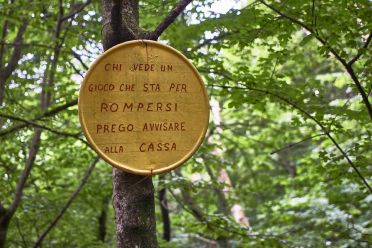 CHI VEDE UN
GIOCO CHE STA PER
ROMPERSI
PREGO AVVISARE
ALLA CASSA